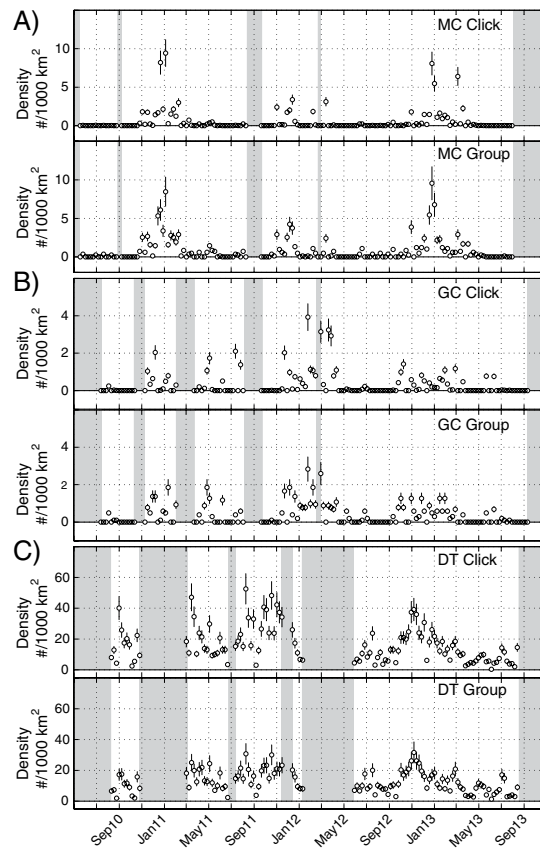 A)
MC Click
Density
#/1000 km²
10
5
0
MC Group
Density
#/1000 km²
10
5
0
B)
GC Click
Density
#/1000 km²
4
2
0
GC Group
Density
#/1000 km²
4
2
0
C)
DT Click
Density
#/1000 km²
60
40
20
0
DT Group
Density
#/1000 km²
60
40
20
0
Sep10 Jan11 May11 Sep11 Jan12 May12 Sep12 Jan13 May13 Sep13